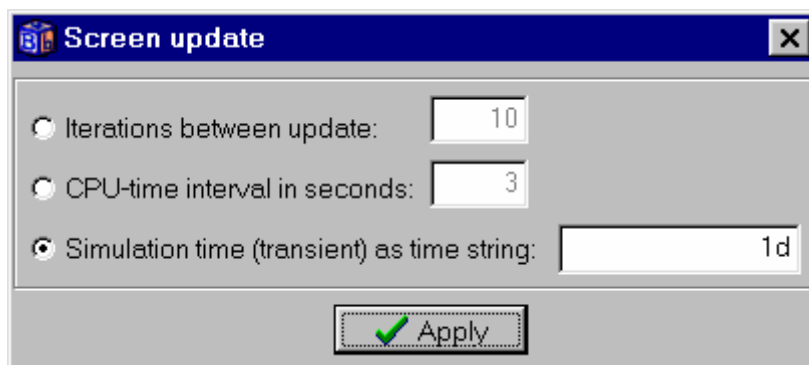 Screen update
Iterations between update: 10
CPU-time interval in seconds: 3
Simulation time (transient) as time string: 1d
Apply